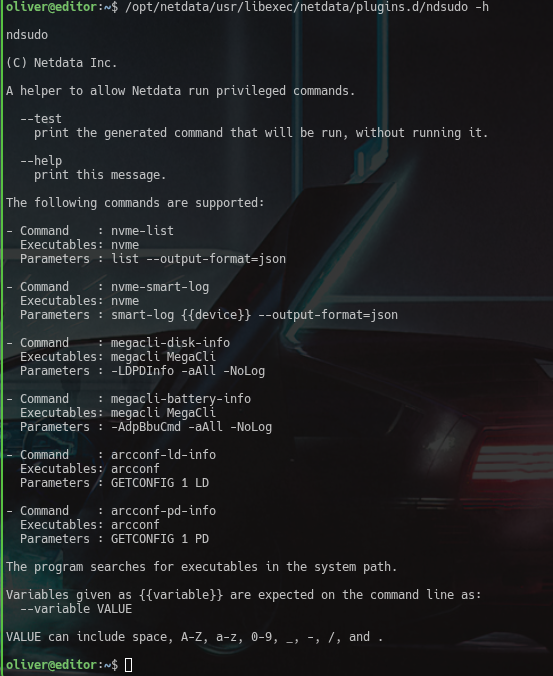 oliver@editor:~$ /opt/netdata/usr/libexec/netdata/plugins.d/ndsudo -h
ndsudo
(C) Netdata Inc.
A helper to allow Netdata run privileged commands.
--test
print the generated command that will be run, without running it.
--help
print this message.
The following commands are supported:
- Command    : nvme-list
Executables: nvme
Parameters : list --output-format=json
- Command    : nvme-smart-log
Executables: nvme
Parameters : smart-log {{device}} --output-format=json
- Command    : megacli-disk-info
Executables: megacli MegaCli
Parameters : -LDPDInfo -aAll -NoLog
- Command    : megacli-battery-info
Executables: megacli MegaCli
Parameters : -AdpBbuCmd -aAll -NoLog
- Command    : arcconf-ld-info
Executables: arcconf
Parameters : GETCONFIG 1 LD
- Command    : arcconf-pd-info
Executables: arcconf
Parameters : GETCONFIG 1 PD
The program searches for executables in the system path.
Variables given as {{variable}} are expected on the command line as:
--variable VALUE
VALUE can include space, A-Z, a-z, 0-9, _, -, /, and .
oliver@editor:~$